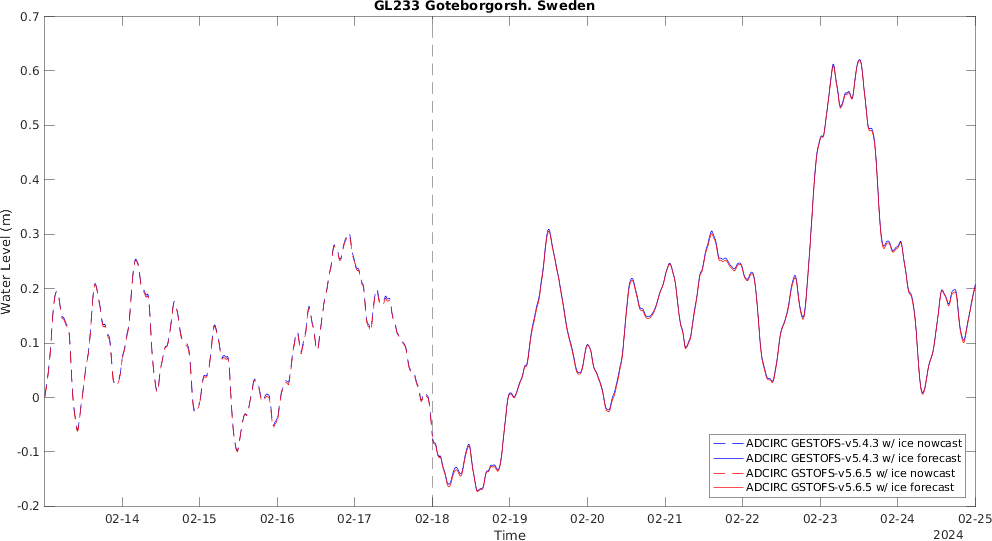 GL233 Goteborgorsh. Sweden
0.7
0.6
0.5
0.4
0.3
0.2
0.1
0
-0.1
-0.2
Water Level (m)
ADCIRC GESTOFS-v5.4.3 w/ ice nowcast
ADCIRC GESTOFS-v5.4.3 w/ ice forecast
ADCIRC GSTOFS-v5.6.5 w/ ice nowcast
ADCIRC GSTOFS-v5.6.5 w/ ice forecast
02-14 02-15 02-16 02-17 02-18 02-19 02-20 02-21 02-22 02-23 02-24 02-25
Time
2024